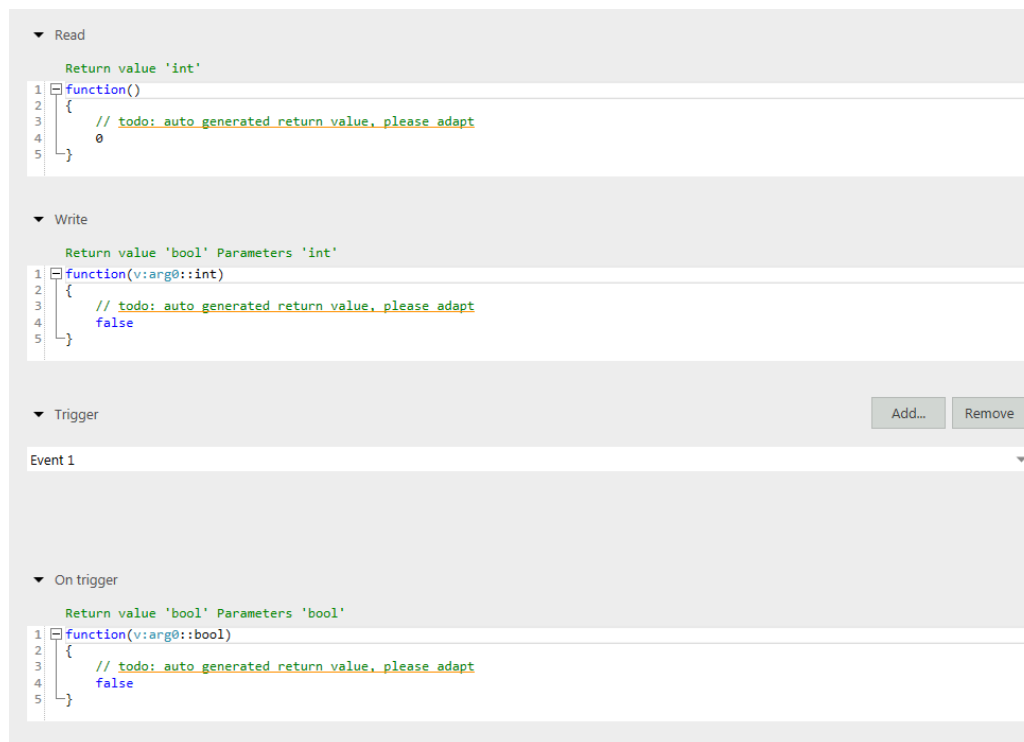 Read
Return value 'int'
1 function()
2 {
3 // todo: auto generated return value, please adapt
4 0
5 }
Write
Return value 'bool' Parameters 'int'
1 function(v:arg0::int)
2 {
3 // todo: auto generated return value, please adapt
4 false
5 }
Trigger Add... Remove
Event 1
On trigger
Return value 'bool' Parameters 'bool'
1 function(v:arg0::bool)
2 {
3 // todo: auto generated return value, please adapt
4 false
5 }